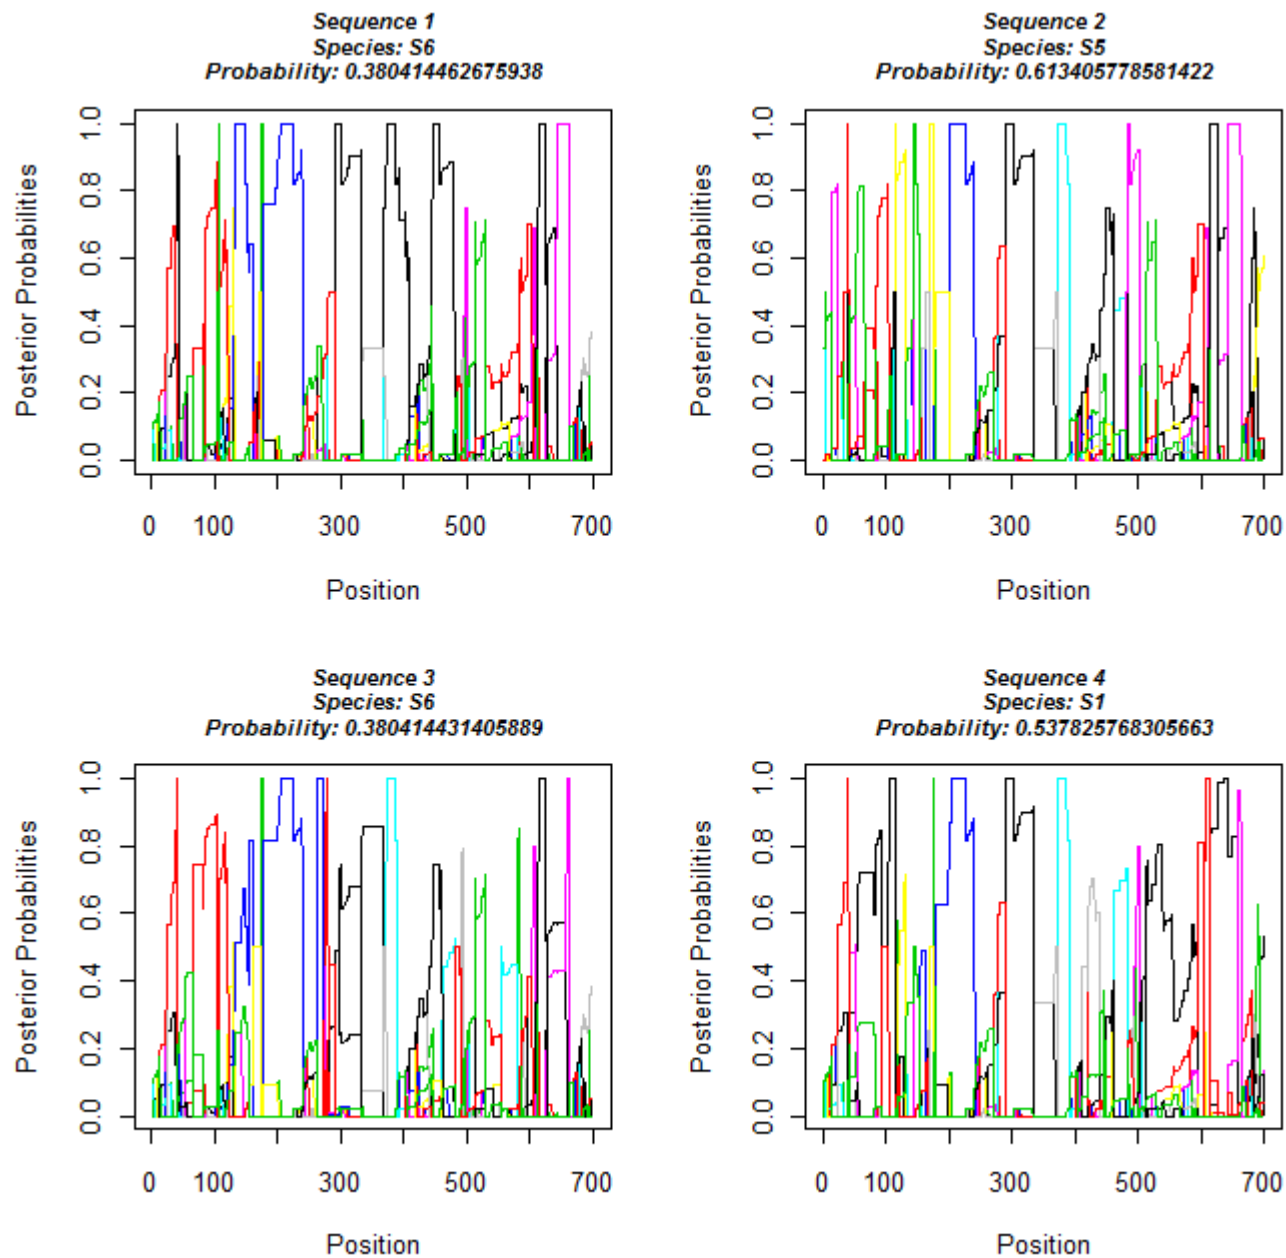 Sequence 1
Species: S6
Probability: 0.380414462675938
Posterior Probabilities
1.0
0.8
0.6
0.4
0.2
0.0
0 100 300 500 700
Position
Sequence 2
Species: S5
Probability: 0.613405778581422
Posterior Probabilities
1.0
0.8
0.6
0.4
0.2
0.0
0 100 300 500 700
Position
Sequence 3
Species: S6
Probability: 0.380414431405889
Posterior Probabilities
1.0
0.8
0.6
0.4
0.2
0.0
0 100 300 500 700
Position
Sequence 4
Species: S1
Probability: 0.537825768305663
Posterior Probabilities
1.0
0.8
0.6
0.4
0.2
0.0
0 100 300 500 700
Position